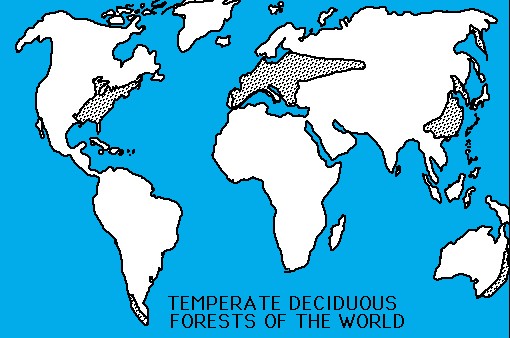 TEMPERATE DECIDUOUS
FORESTS OF THE WORLD